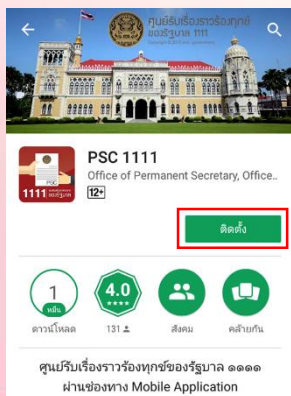 ศูนย์รับเรื่องราวร้องทุกข์
ของรัฐบาล 1111
PSC 1111
Office of Permanent Secretary, Office..
12+
PSC
1111
ติดตั้ง
1
หมื่น
4.0
ดาวน์โหลด
131
สังคม
คล้ายกัน
ศูนย์รับเรื่องราวร้องทุกข์ของรัฐบาล ๑๑๑๑
ผ่านช่องทาง Mobile Application